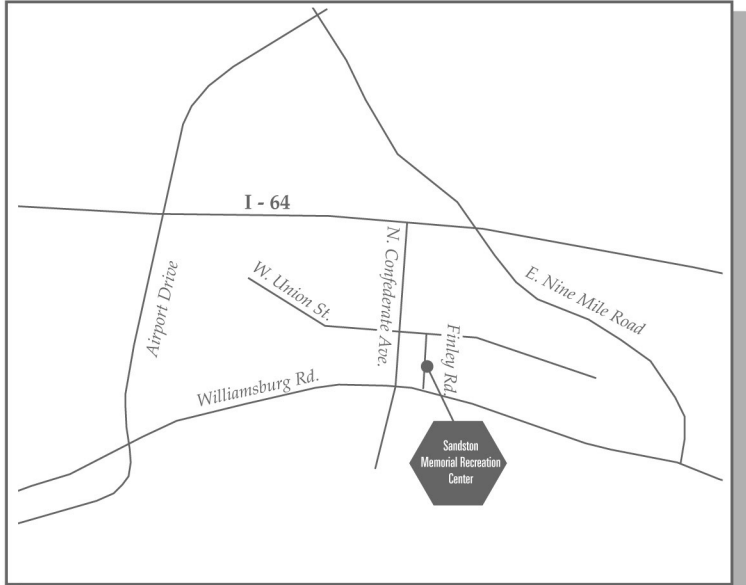 I - 64
N. Confederate Ave.
W. Union St.
Airport Drive
E. Nine Mile Road
Finley Rd.
Williamsburg Rd.
Sandston
Memorial Recreation
Center